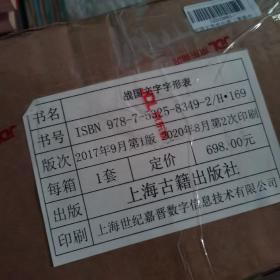 书名 战国文字字形表
书号 ISBN 978-7-5325-8349-2/H·169
版次 2017年9月第1版 2020年8月第2次印刷
每箱 1套 定价 698.00元
出版 上海古籍出版社
印刷 上海世纪嘉晋数字信息技术有限公司
JDL